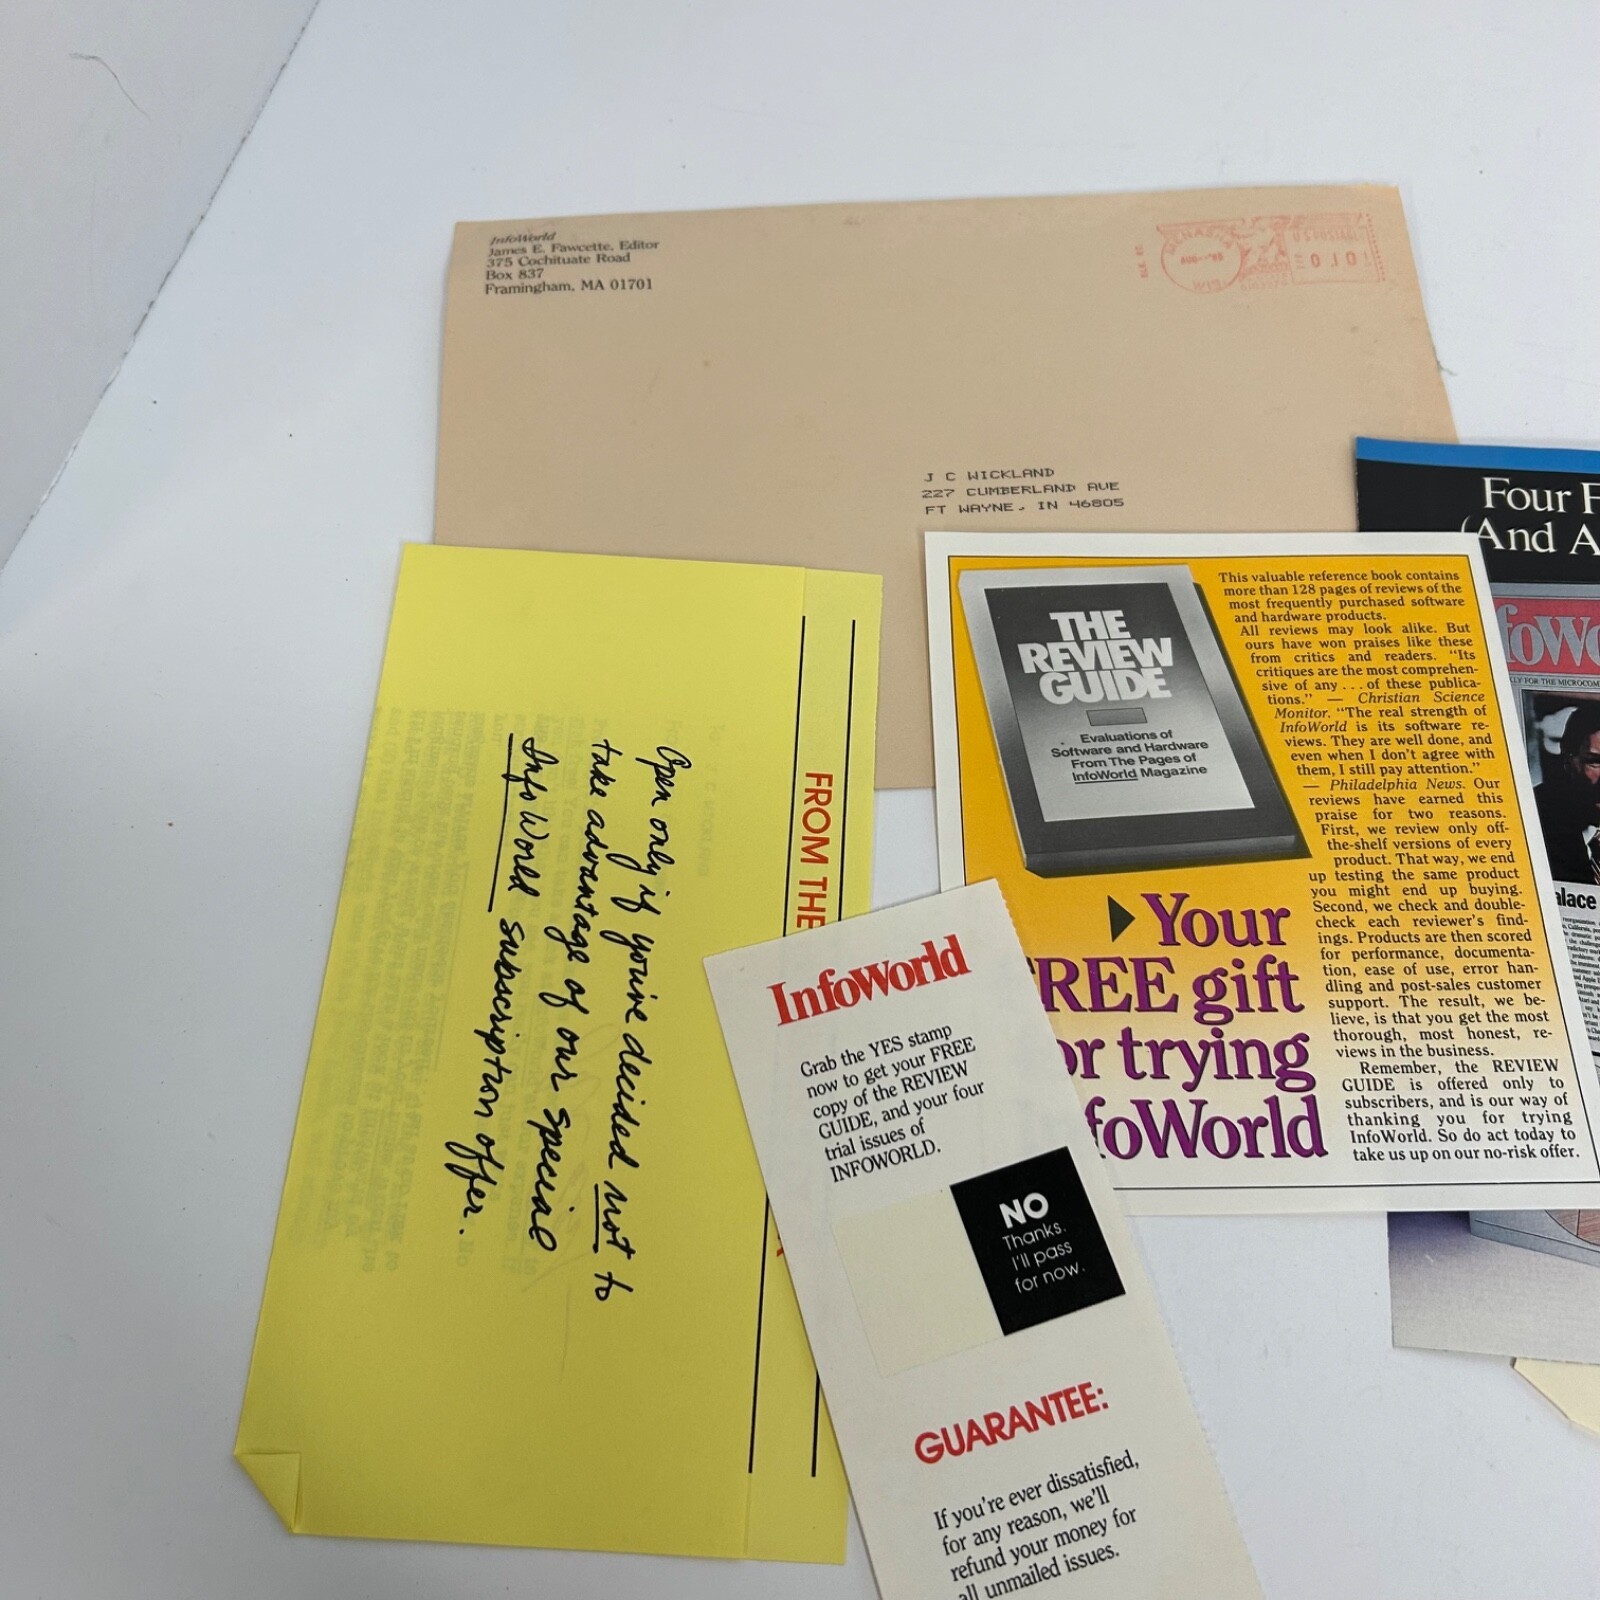 InfoWorld
James E. Fawcette, Editor
375 Cochituate Road
Box 837
Framingham, MA 01701
MENASHA
WIS
AUG 85
U.S. POSTAGE
0.10
J C WICKLAND
227 CUMBERLAND AVE
FT WAYNE, IN 46805
Four F
(And A
foWo
LY FOR THE MICROCOM
alace
THE
REVIEW
GUIDE
Evaluations of
Software and Hardware
From The Pages of
InfoWorld Magazine
Your
FREE gift
or trying
foWorld
This valuable reference book contains
more than 128 pages of reviews of the
most frequently purchased software
and hardware products.
All reviews may look alike. But
ours have won praises like these
from critics and readers. "Its
critiques are the most comprehen-
sive of any . . . of these publica-
tions." — Christian Science
Monitor. "The real strength of
InfoWorld is its software re-
views. They are well done, and
even when I don't agree with
them, I still pay attention."
— Philadelphia News. Our
reviews have earned this
praise for two reasons.
First, we review only off-
the-shelf versions of every
product. That way, we end
up testing the same product
you might end up buying.
Second, we check and double-
check each reviewer's find-
ings. Products are then scored
for performance, documenta-
tion, ease of use, error han-
dling and post-sales customer
support. The result, we be-
lieve, is that you get the most
thorough, most honest, re-
views in the business.
Remember, the REVIEW
GUIDE is offered only to
subscribers, and is our way of
thanking you for trying
InfoWorld. So do act today to
take us up on our no-risk offer.
FROM THE
Open only if you've decided not to
take advantage of our special
InfoWorld subscription offer.
InfoWorld
Grab the YES stamp
now to get your FREE
copy of the REVIEW
GUIDE, and your four
trial issues of
INFOWORLD.
NO
Thanks.
I'll pass
for now.
GUARANTEE:
If you're ever dissatisfied,
for any reason, we'll
refund your money for
all unmailed issues.